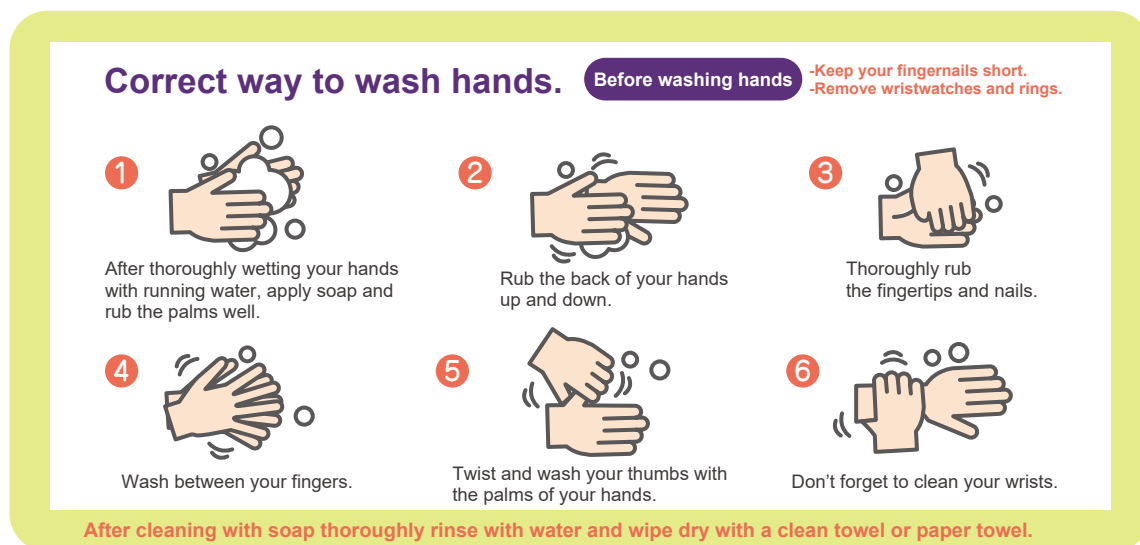 Correct way to wash hands.
Before washing hands
-Keep your fingernails short.
-Remove wristwatches and rings.
1
After thoroughly wetting your hands
with running water, apply soap and
rub the palms well.
2
Rub the back of your hands
up and down.
3
Thoroughly rub
the fingertips and nails.
4
Wash between your fingers.
5
Twist and wash your thumbs with
the palms of your hands.
6
Don’t forget to clean your wrists.
After cleaning with soap thoroughly rinse with water and wipe dry with a clean towel or paper towel.